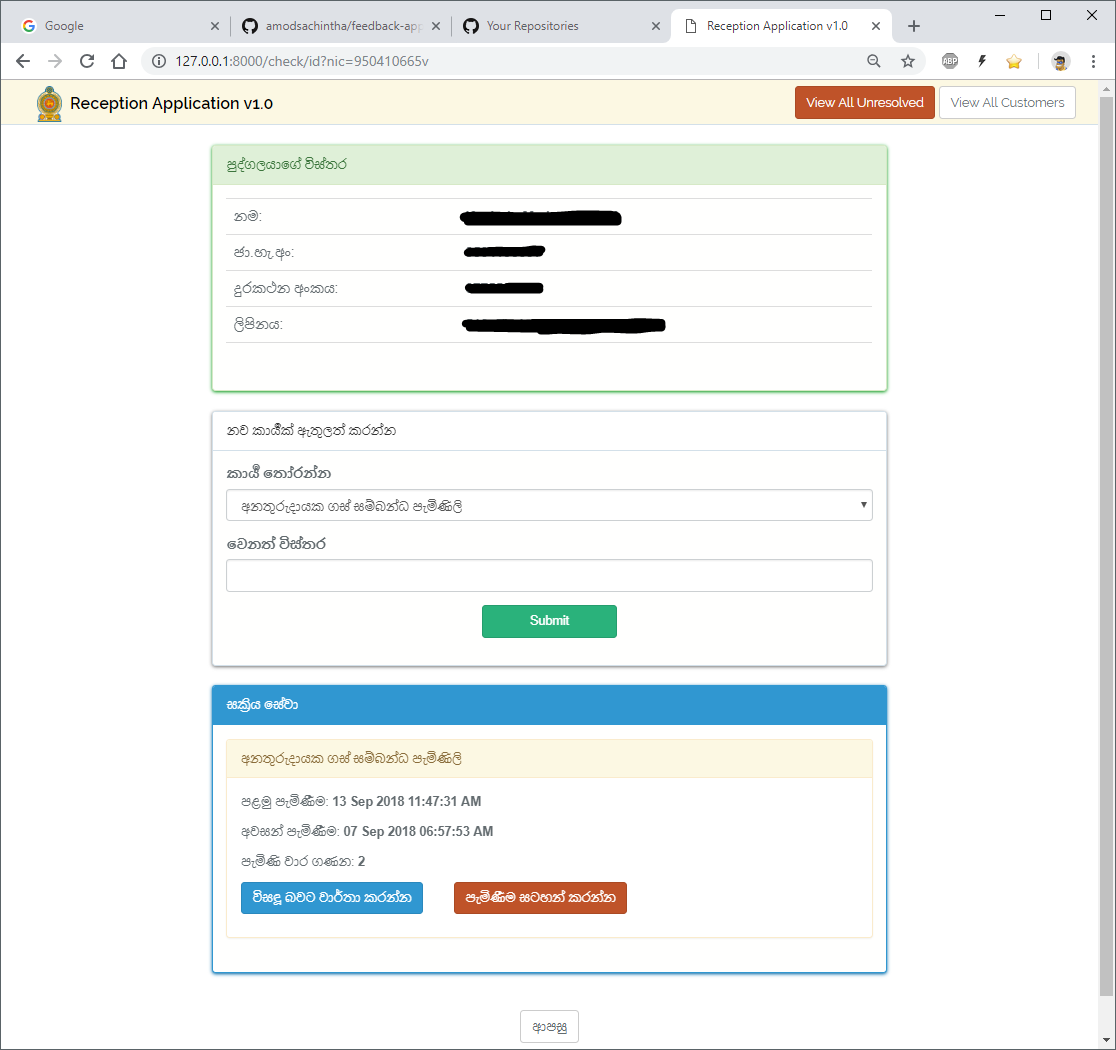 Google
amodsachintha/feedback-app
Your Repositories
Reception Application v1.0
127.0.0.1:8000/check/id?nic=950410665v
ABP
Reception Application v1.0
View All Unresolved
View All Customers
පුද්ගලයාගේ විස්තර
නම:
ජා.හැ.අං:
දුරකථන අංකය:
ලිපිනය:
නව කාර්‍යක් ඇතුලත් කරන්න
කාර්‍ය තෝරන්න
අනතුරුදායක ගස් සම්බන්ධ පැමිණිලි
වෙනත් විස්තර
Submit
සක්‍රිය සේවා
අනතුරුදායක ගස් සම්බන්ධ පැමිණිලි
පළමු පැමිණීම: 13 Sep 2018 11:47:31 AM
අවසන් පැමිණීම: 07 Sep 2018 06:57:53 AM
පැමිණි වාර ගණන: 2
විසඳූ බවට වාර්තා කරන්න
පැමිණීම සටහන් කරන්න
ආපසු